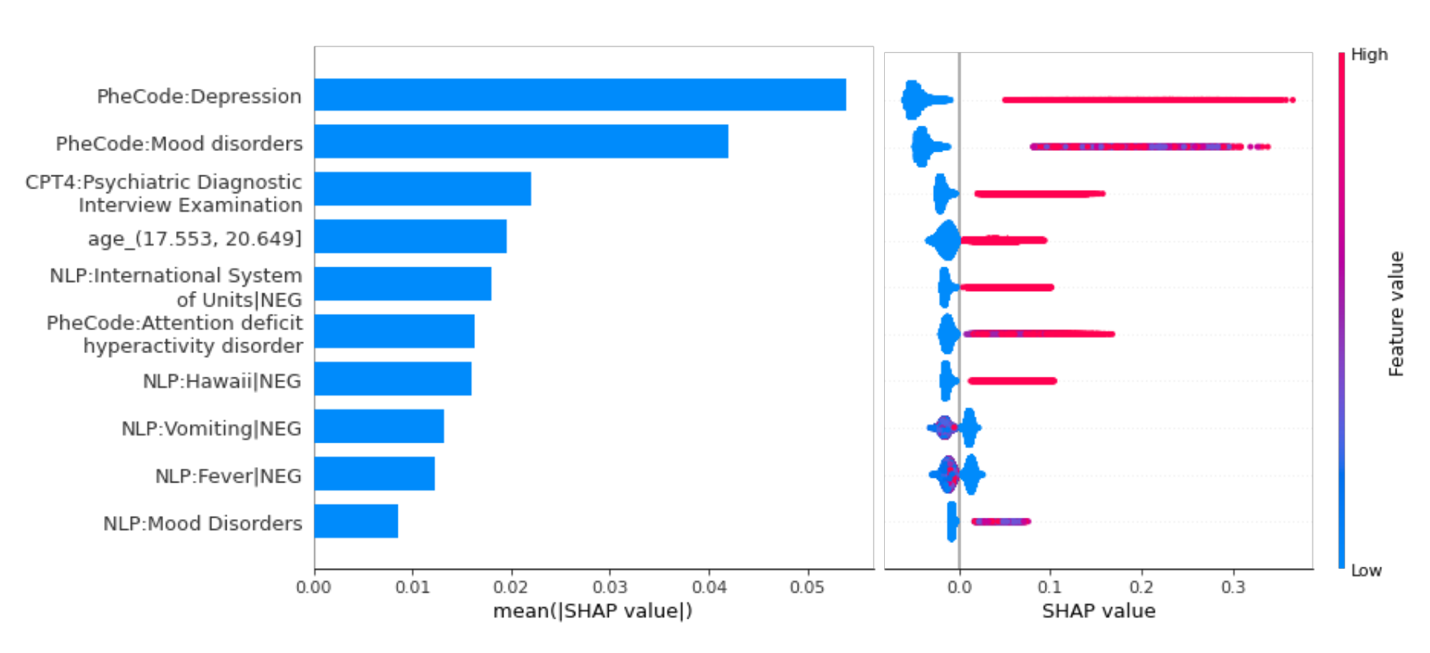 PheCode:Depression
PheCode:Mood disorders
CPT4:Psychiatric Diagnostic
Interview Examination
age_(17.553, 20.649]
NLP:International System
of Units|NEG
PheCode:Attention deficit
hyperactivity disorder
NLP:Hawaii|NEG
NLP:Vomiting|NEG
NLP:Fever|NEG
NLP:Mood Disorders
0.00 0.01 0.02 0.03 0.04 0.05
mean(|SHAP value|)
0.0 0.1 0.2 0.3
SHAP value
High
Feature value
Low